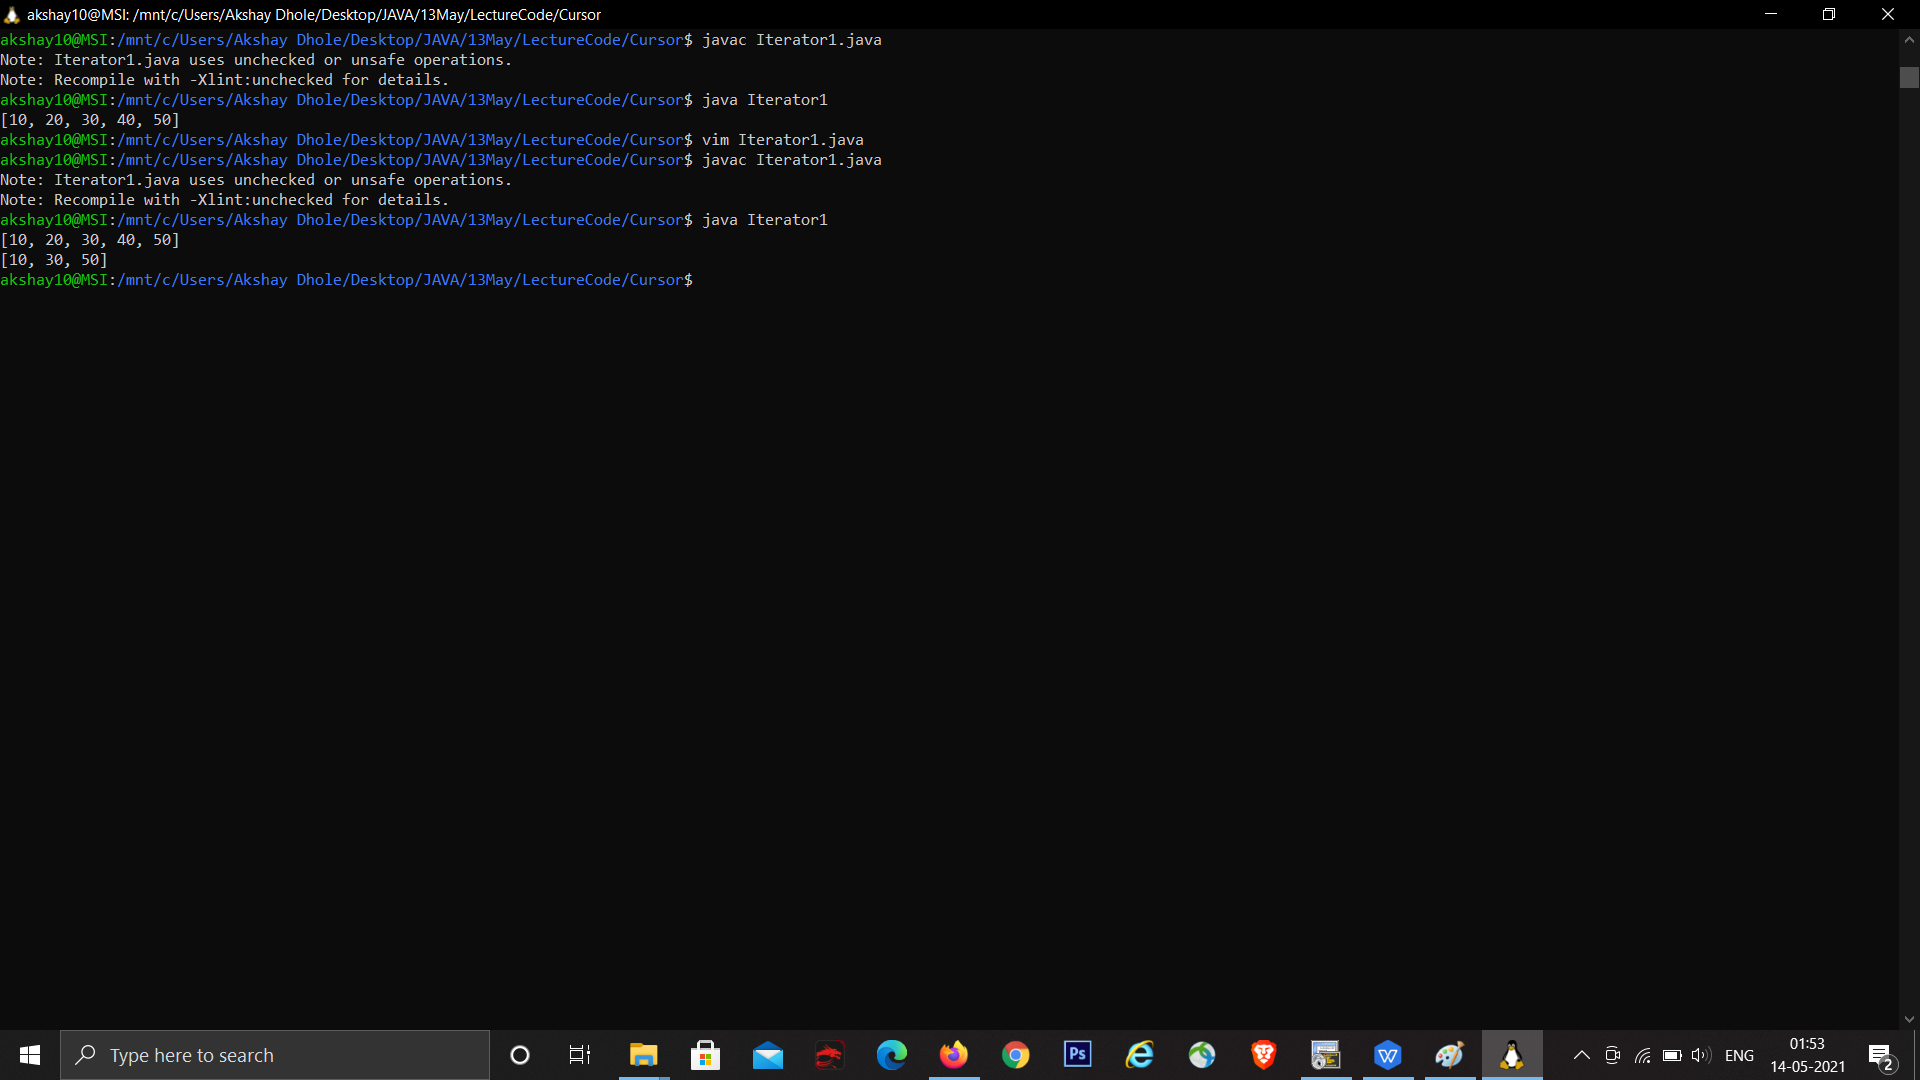 akshay10@MSI: /mnt/c/Users/Akshay Dhole/Desktop/JAVA/13May/LectureCode/Cursor
akshay10@MSI:/mnt/c/Users/Akshay Dhole/Desktop/JAVA/13May/LectureCode/Cursor$ javac Iterator1.java
Note: Iterator1.java uses unchecked or unsafe operations.
Note: Recompile with -Xlint:unchecked for details.
akshay10@MSI:/mnt/c/Users/Akshay Dhole/Desktop/JAVA/13May/LectureCode/Cursor$ java Iterator1
[10, 20, 30, 40, 50]
akshay10@MSI:/mnt/c/Users/Akshay Dhole/Desktop/JAVA/13May/LectureCode/Cursor$ vim Iterator1.java
akshay10@MSI:/mnt/c/Users/Akshay Dhole/Desktop/JAVA/13May/LectureCode/Cursor$ javac Iterator1.java
Note: Iterator1.java uses unchecked or unsafe operations.
Note: Recompile with -Xlint:unchecked for details.
akshay10@MSI:/mnt/c/Users/Akshay Dhole/Desktop/JAVA/13May/LectureCode/Cursor$ java Iterator1
[10, 20, 30, 40, 50]
[10, 30, 50]
akshay10@MSI:/mnt/c/Users/Akshay Dhole/Desktop/JAVA/13May/LectureCode/Cursor$
Type here to search
Ps
W
ENG
01:53
14-05-2021
2